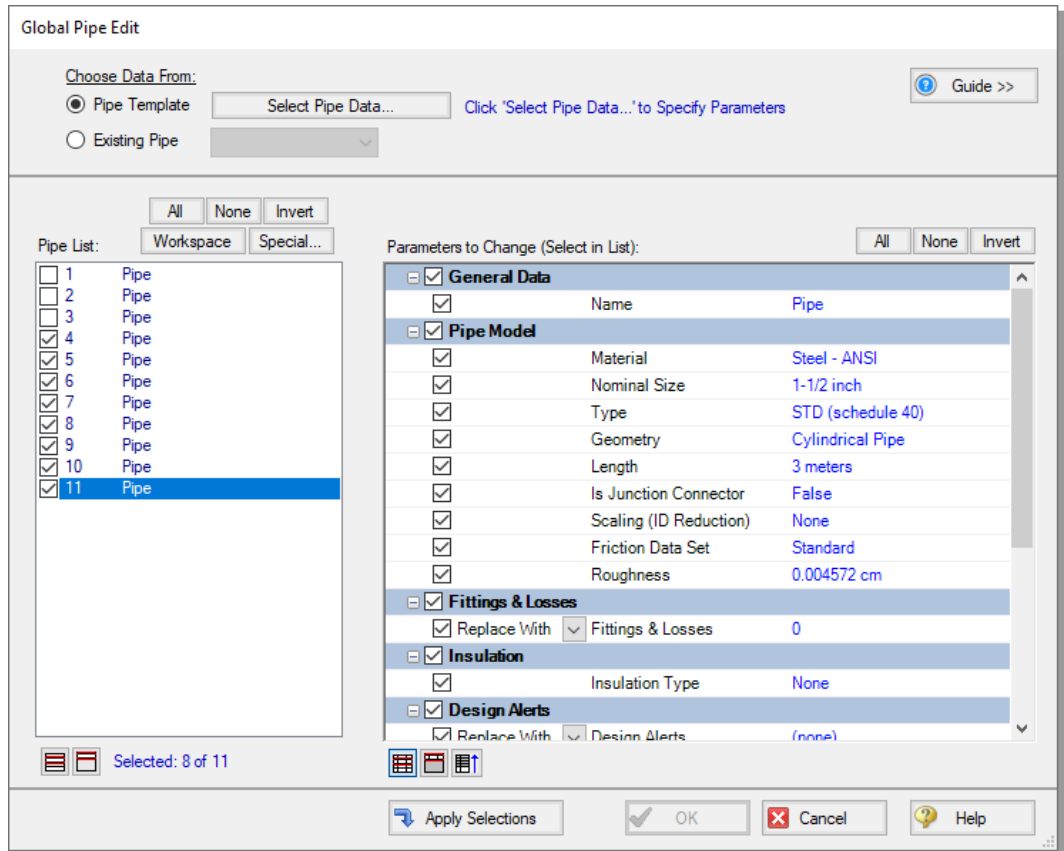 Global Pipe Edit
Choose Data From:
Pipe Template Select Pipe Data... Click 'Select Pipe Data...' to Specify Parameters Guide >>
Existing Pipe
All None Invert
Pipe List: Workspace Special... Parameters to Change (Select in List): All None Invert
1 Pipe
2 Pipe
3 Pipe
4 Pipe
5 Pipe
6 Pipe
7 Pipe
8 Pipe
9 Pipe
10 Pipe
11 Pipe
General Data
Name Pipe
Pipe Model
Material Steel - ANSI
Nominal Size 1-1/2 inch
Type STD (schedule 40)
Geometry Cylindrical Pipe
Length 3 meters
Is Junction Connector False
Scaling (ID Reduction) None
Friction Data Set Standard
Roughness 0.004572 cm
Fittings & Losses
Replace With Fittings & Losses 0
Insulation
Insulation Type None
Design Alerts
Replace With Design Alerts (none)
Selected: 8 of 11
Apply Selections OK Cancel Help